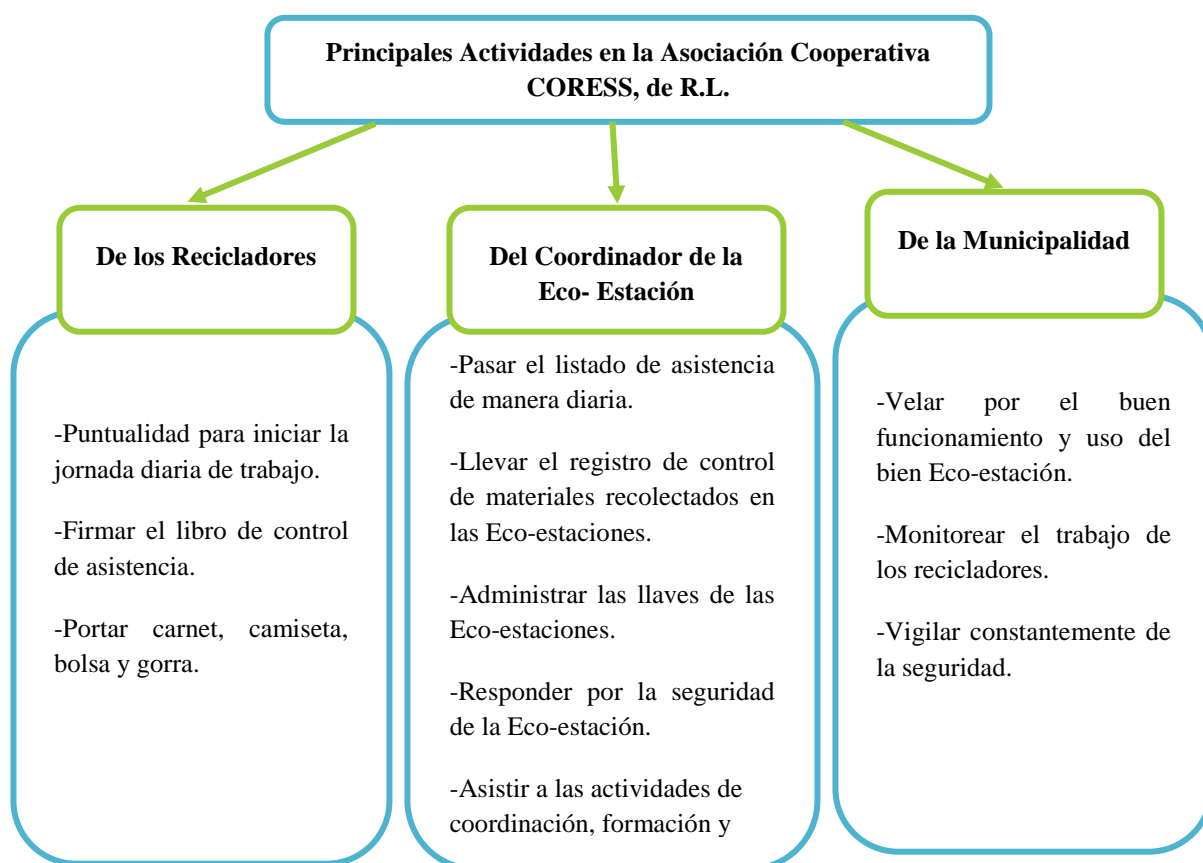 Principales Actividades en la Asociación Cooperativa
CORESS, de R.L.
De los Recicladores
-Puntualidad para iniciar la
jornada diaria de trabajo.
-Firmar el libro de control
de asistencia.
-Portar carnet, camiseta,
bolsa y gorra.
Del Coordinador de la
Eco- Estación
-Pasar el listado de asistencia
de manera diaria.
-Llevar el registro de control
de materiales recolectados en
las Eco-estaciones.
-Administrar las llaves de las
Eco-estaciones.
-Responder por la seguridad
de la Eco-estación.
-Asistir a las actividades de
coordinación, formación y
De la Municipalidad
-Velar por el buen
funcionamiento y uso del
bien Eco-estación.
-Monitorear el trabajo de
los recicladores.
-Vigilar constantemente de
la seguridad.